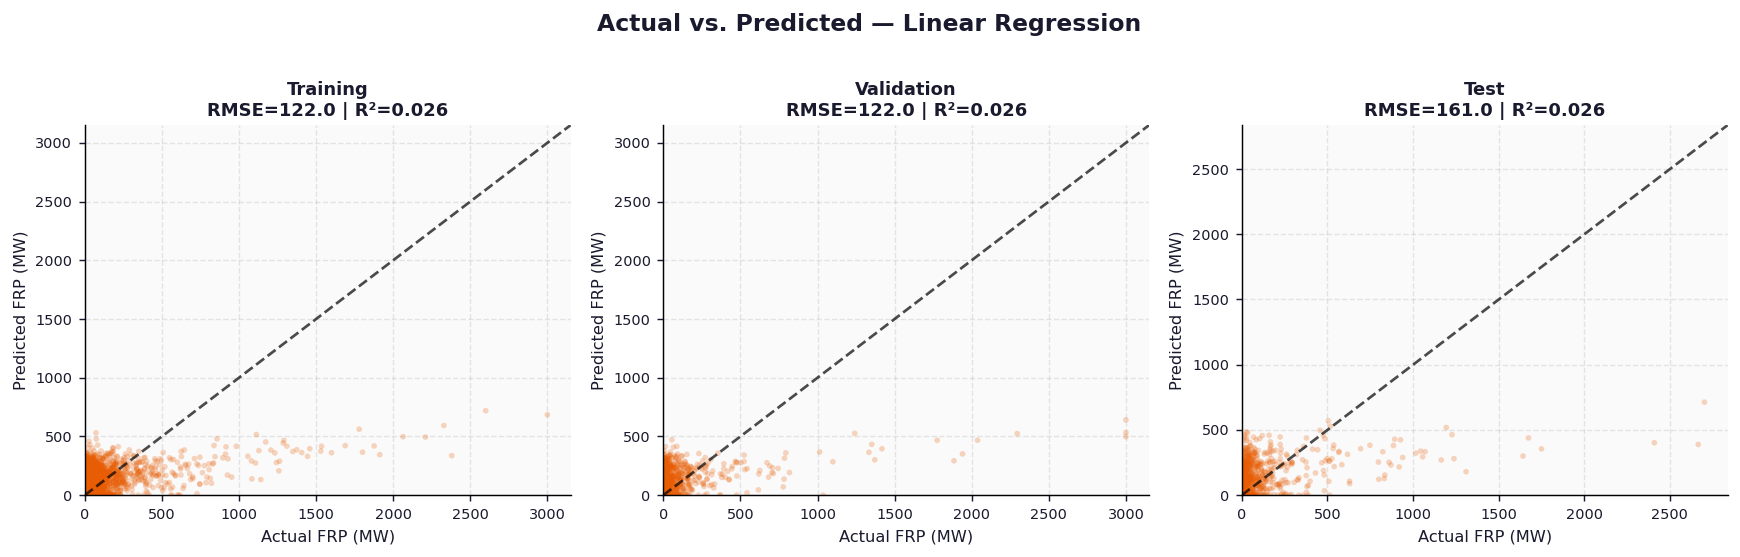 Actual vs. Predicted — Linear Regression
Training
RMSE=122.0 | R²=0.026
3000
2500
2000
1500
1000
500
0
Predicted FRP (MW)
0 500 1000 1500 2000 2500 3000
Actual FRP (MW)
Validation
RMSE=122.0 | R²=0.026
3000
2500
2000
1500
1000
500
0
Predicted FRP (MW)
0 500 1000 1500 2000 2500 3000
Actual FRP (MW)
Test
RMSE=161.0 | R²=0.026
2500
2000
1500
1000
500
0
Predicted FRP (MW)
0 500 1000 1500 2000 2500
Actual FRP (MW)